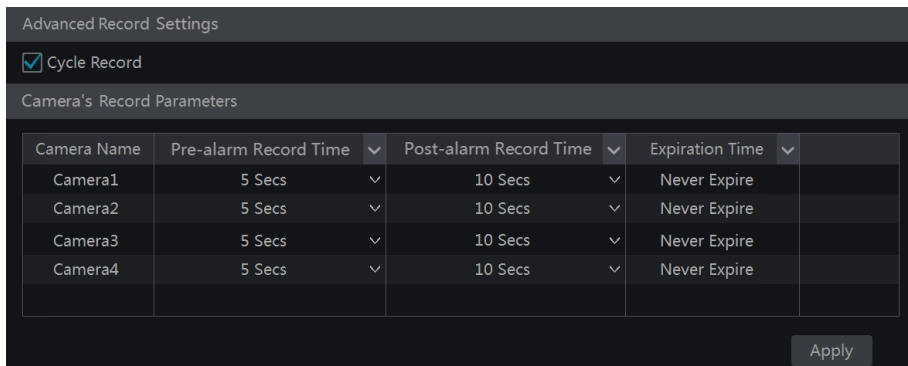 Advanced Record Settings
Cycle Record
Camera's Record Parameters
Camera Name Pre-alarm Record Time Post-alarm Record Time Expiration Time
Camera1 5 Secs 10 Secs Never Expire
Camera2 5 Secs 10 Secs Never Expire
Camera3 5 Secs 10 Secs Never Expire
Camera4 5 Secs 10 Secs Never Expire
Apply